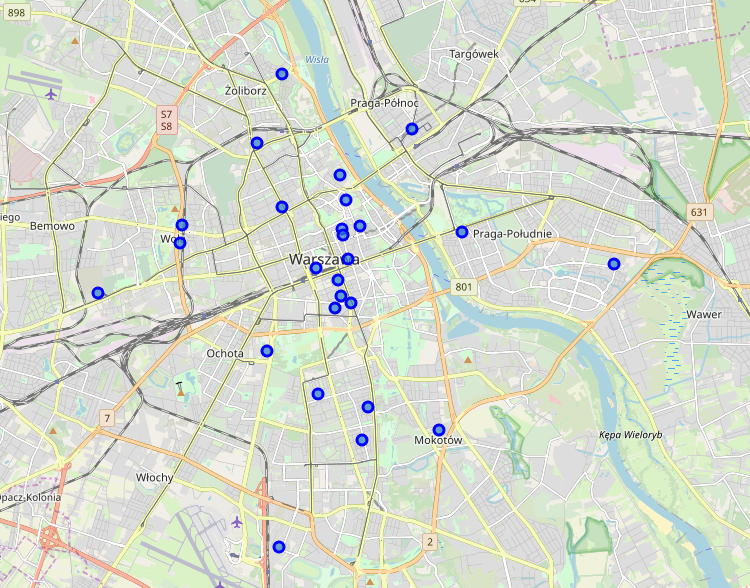 898
634
Targówek
Wisła
Żoliborz
Praga-Północ
S7
S8
631
iego
Bemowo
Praga-Południe
Warszawa
801
Wawer
Ochota
7
Mokotów
Kępa Wieloryb
Włochy
Opacz-Kolonia
2